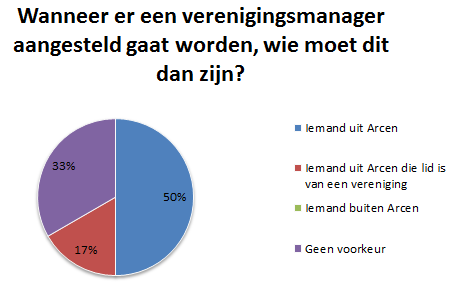 Wanneer er een verenigingsmanager
aangesteld gaat worden, wie moet dit
dan zijn?
33%
50%
17%
Iemand uit Arcen
Iemand uit Arcen die lid is
van een vereniging
Iemand buiten Arcen
Geen voorkeur